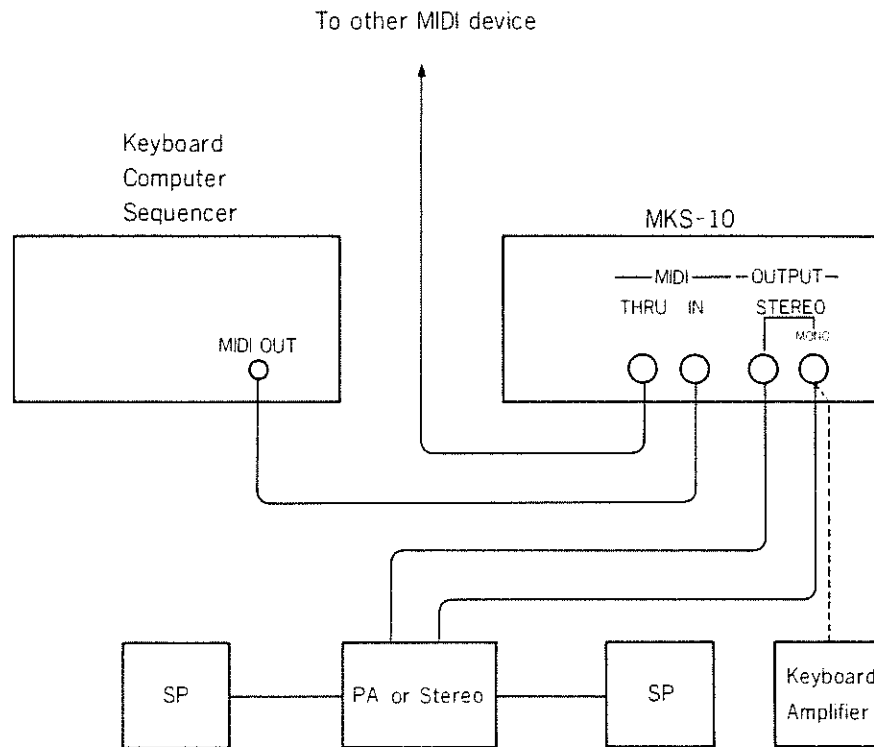 To other MIDI device
Keyboard
Computer
Sequencer
MKS-10
MIDI OUTPUT
THRU IN STEREO
MONO
MIDI OUT
SP
PA or Stereo
SP
Keyboard
Amplifier